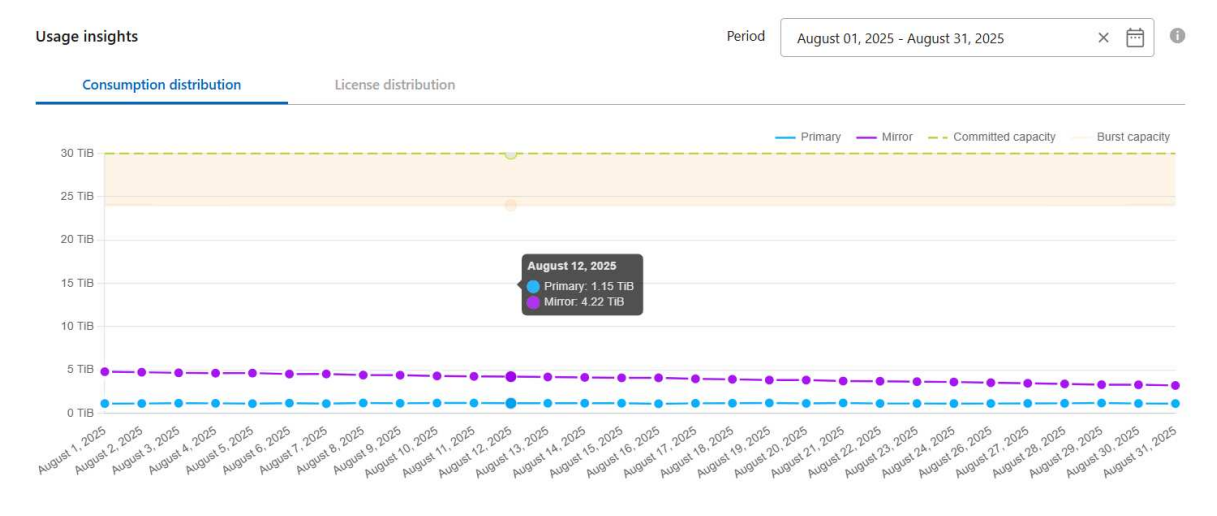 Usage insights
Period
August 01, 2025 - August 31, 2025
Consumption distribution
License distribution
Primary
Mirror
Committed capacity
Burst capacity
30 TiB
25 TiB
20 TiB
15 TiB
10 TiB
5 TiB
0 TiB
August 12, 2025
Primary: 1.15 TiB
Mirror: 4.22 TiB
August 1, 2025
August 2, 2025
August 3, 2025
August 4, 2025
August 5, 2025
August 6, 2025
August 7, 2025
August 8, 2025
August 9, 2025
August 10, 2025
August 11, 2025
August 12, 2025
August 13, 2025
August 14, 2025
August 15, 2025
August 16, 2025
August 17, 2025
August 18, 2025
August 19, 2025
August 20, 2025
August 21, 2025
August 22, 2025
August 23, 2025
August 24, 2025
August 26, 2025
August 27, 2025
August 28, 2025
August 29, 2025
August 30, 2025
August 31, 2025